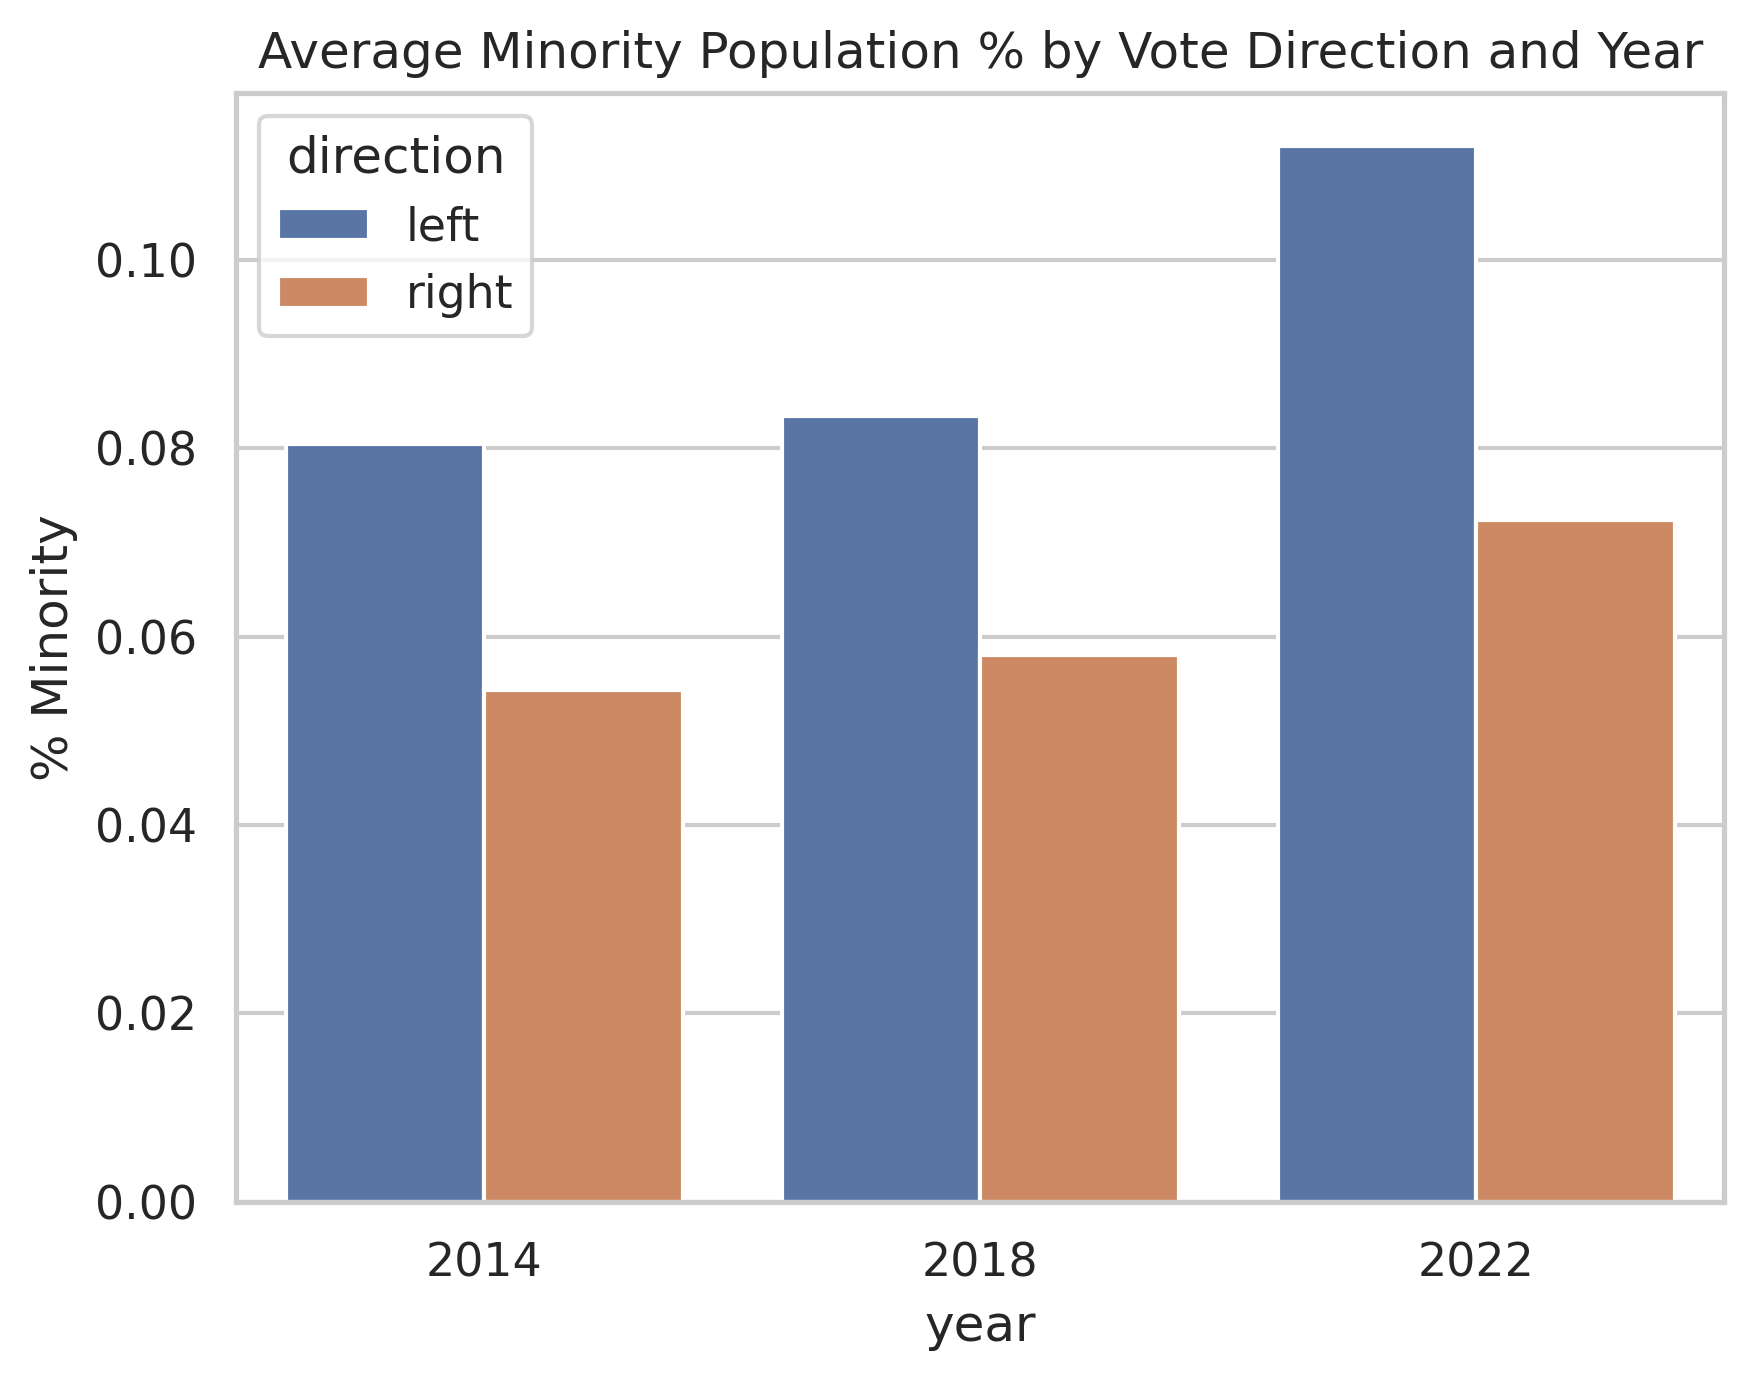 Average Minority Population % by Vote Direction and Year
direction
left
right
% Minority
0.10
0.08
0.06
0.04
0.02
0.00
2014
2018
2022
year